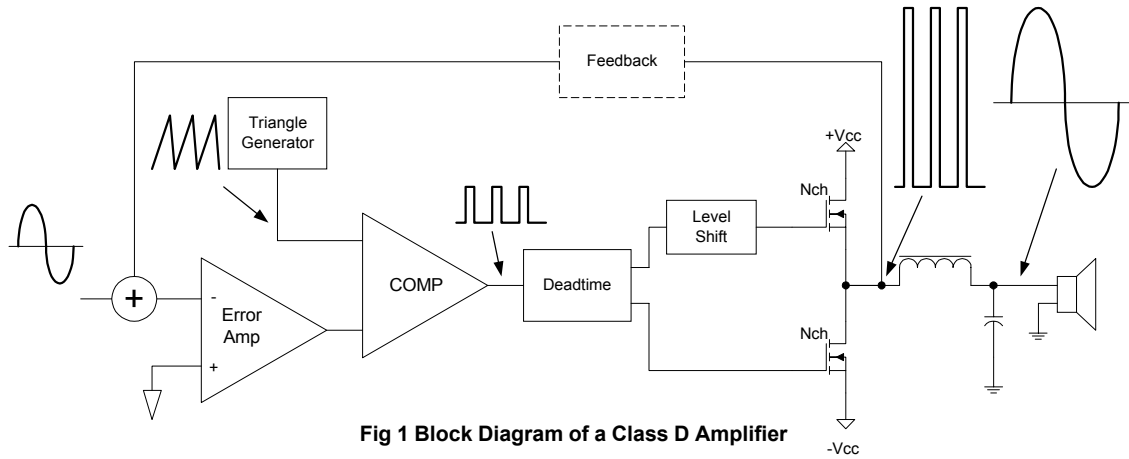 Feedback
Triangle
Generator
+Vcc
Nch
Level
Shift
COMP
Deadtime
+
-
Error
Amp
+
Nch
-Vcc
Fig 1 Block Diagram of a Class D Amplifier